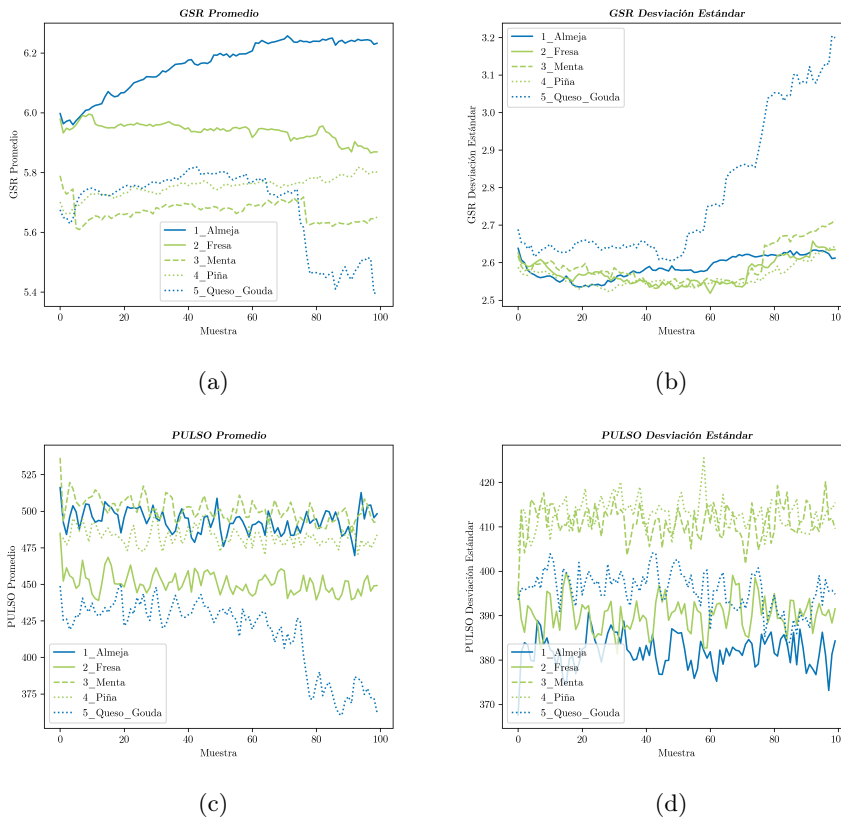 GSR Promedio
GSR Promedio
6.2
6.0
5.8
5.6
5.4
1_Almeja
2_Fresa
3_Menta
4_Piña
5_Queso_Gouda
0
20
40
60
80
100
Muestra
(a)
GSR Desviación Estándar
GSR Desviación Estándar
3.2
3.1
3.0
2.9
2.8
2.7
2.6
2.5
1_Almeja
2_Fresa
3_Menta
4_Piña
5_Queso_Gouda
0
20
40
60
80
100
Muestra
(b)
PULSO Promedio
PULSO Promedio
525
500
475
450
425
400
375
1_Almeja
2_Fresa
3_Menta
4_Piña
5_Queso_Gouda
0
20
40
60
80
100
Muestra
(c)
PULSO Desviación Estándar
PULSO Desviación Estándar
420
410
400
390
380
370
1_Almeja
2_Fresa
3_Menta
4_Piña
5_Queso_Gouda
0
20
40
60
80
Muestra
(d)